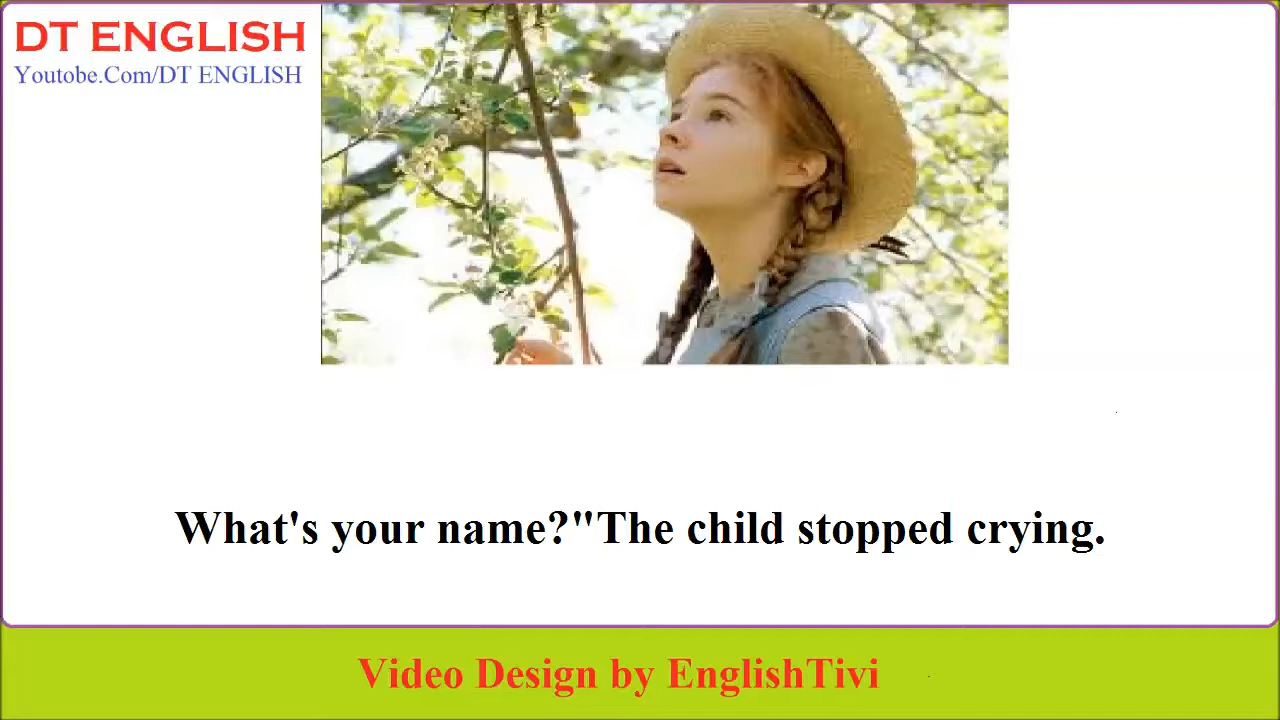 DT ENGLISH
Youtobe.Com/DT ENGLISH
What's your name?"The child stopped crying.
Video Design by EnglishTivi